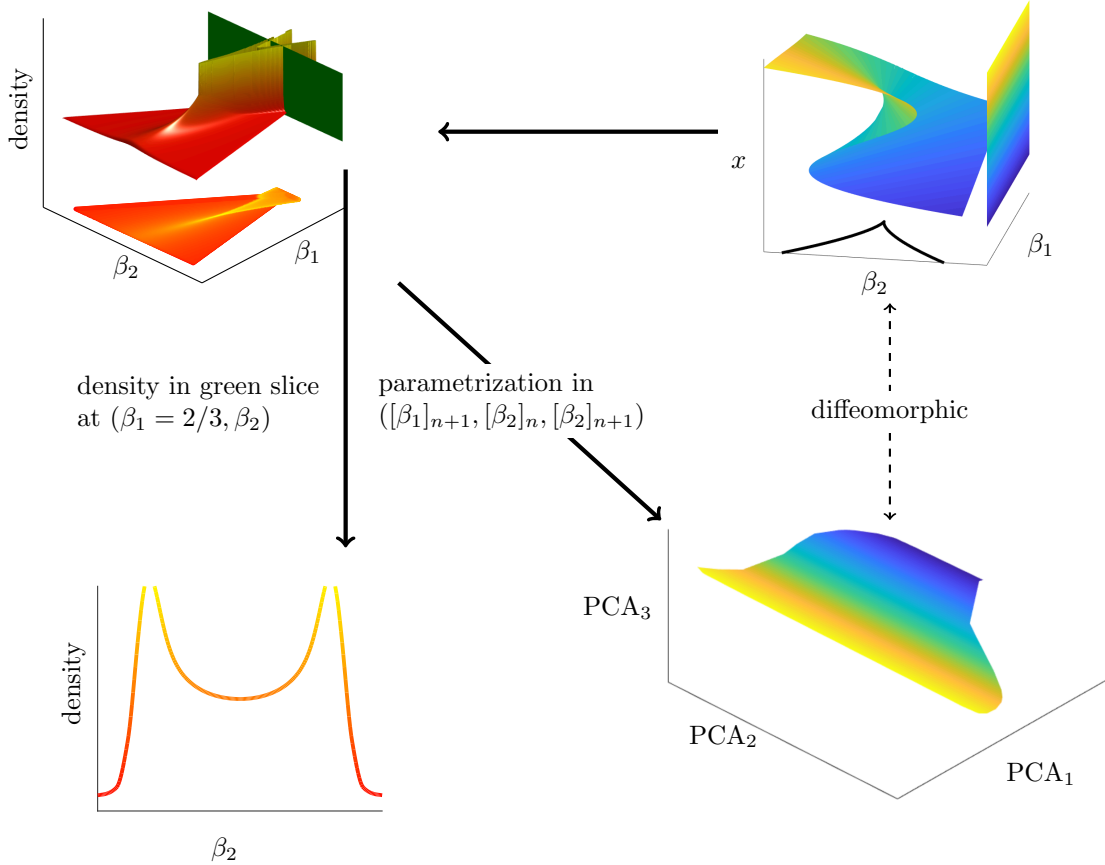 density
β₂
β₁
x
β₂
β₁
density in green slice
at (β₁ = 2/3, β₂)
parametrization in
([β₁]ₙ₊₁, [β₂]ₙ, [β₂]ₙ₊₁)
diffeomorphic
density
β₂
PCA₃
PCA₂
PCA₁